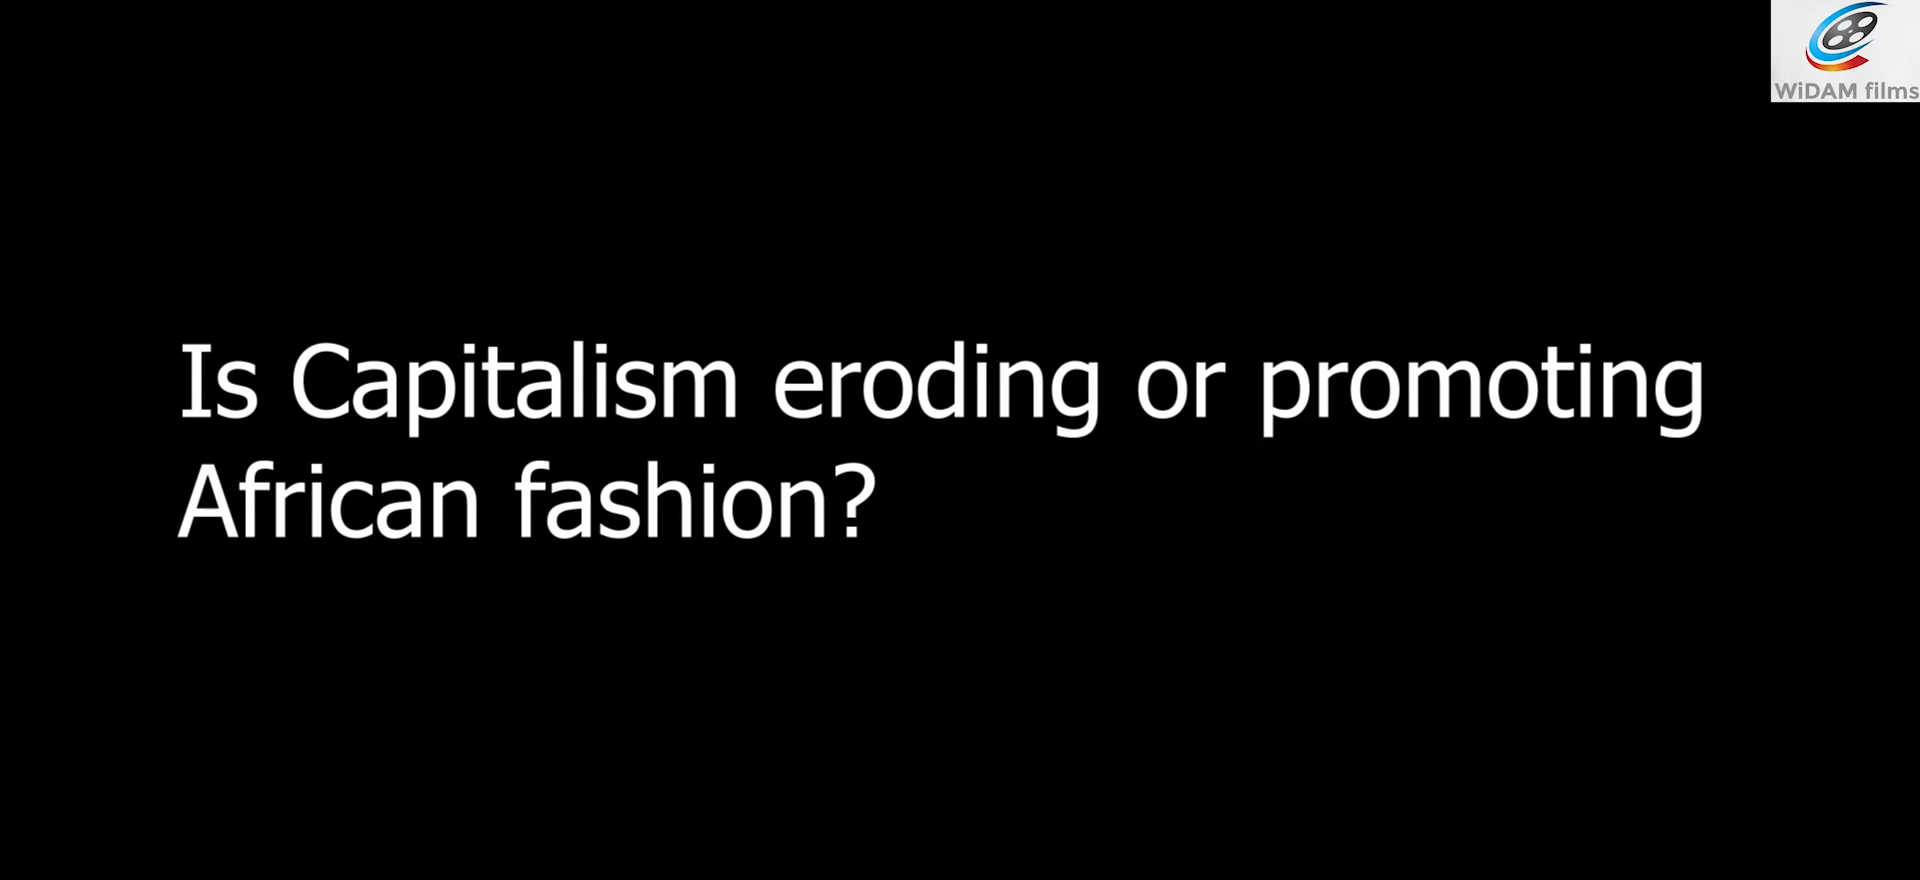 WiDAM films
Is Capitalism eroding or promoting
African fashion?